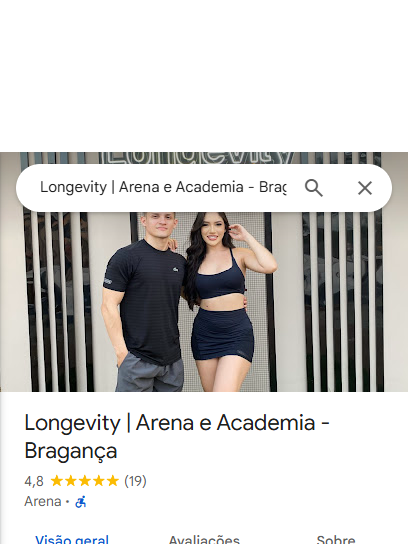 Longevity
Longevity | Arena e Academia - Brag
Longevity | Arena e Academia -
Bragança
4,8 (19)
Arena ·
Visão geral Avaliações Sobre